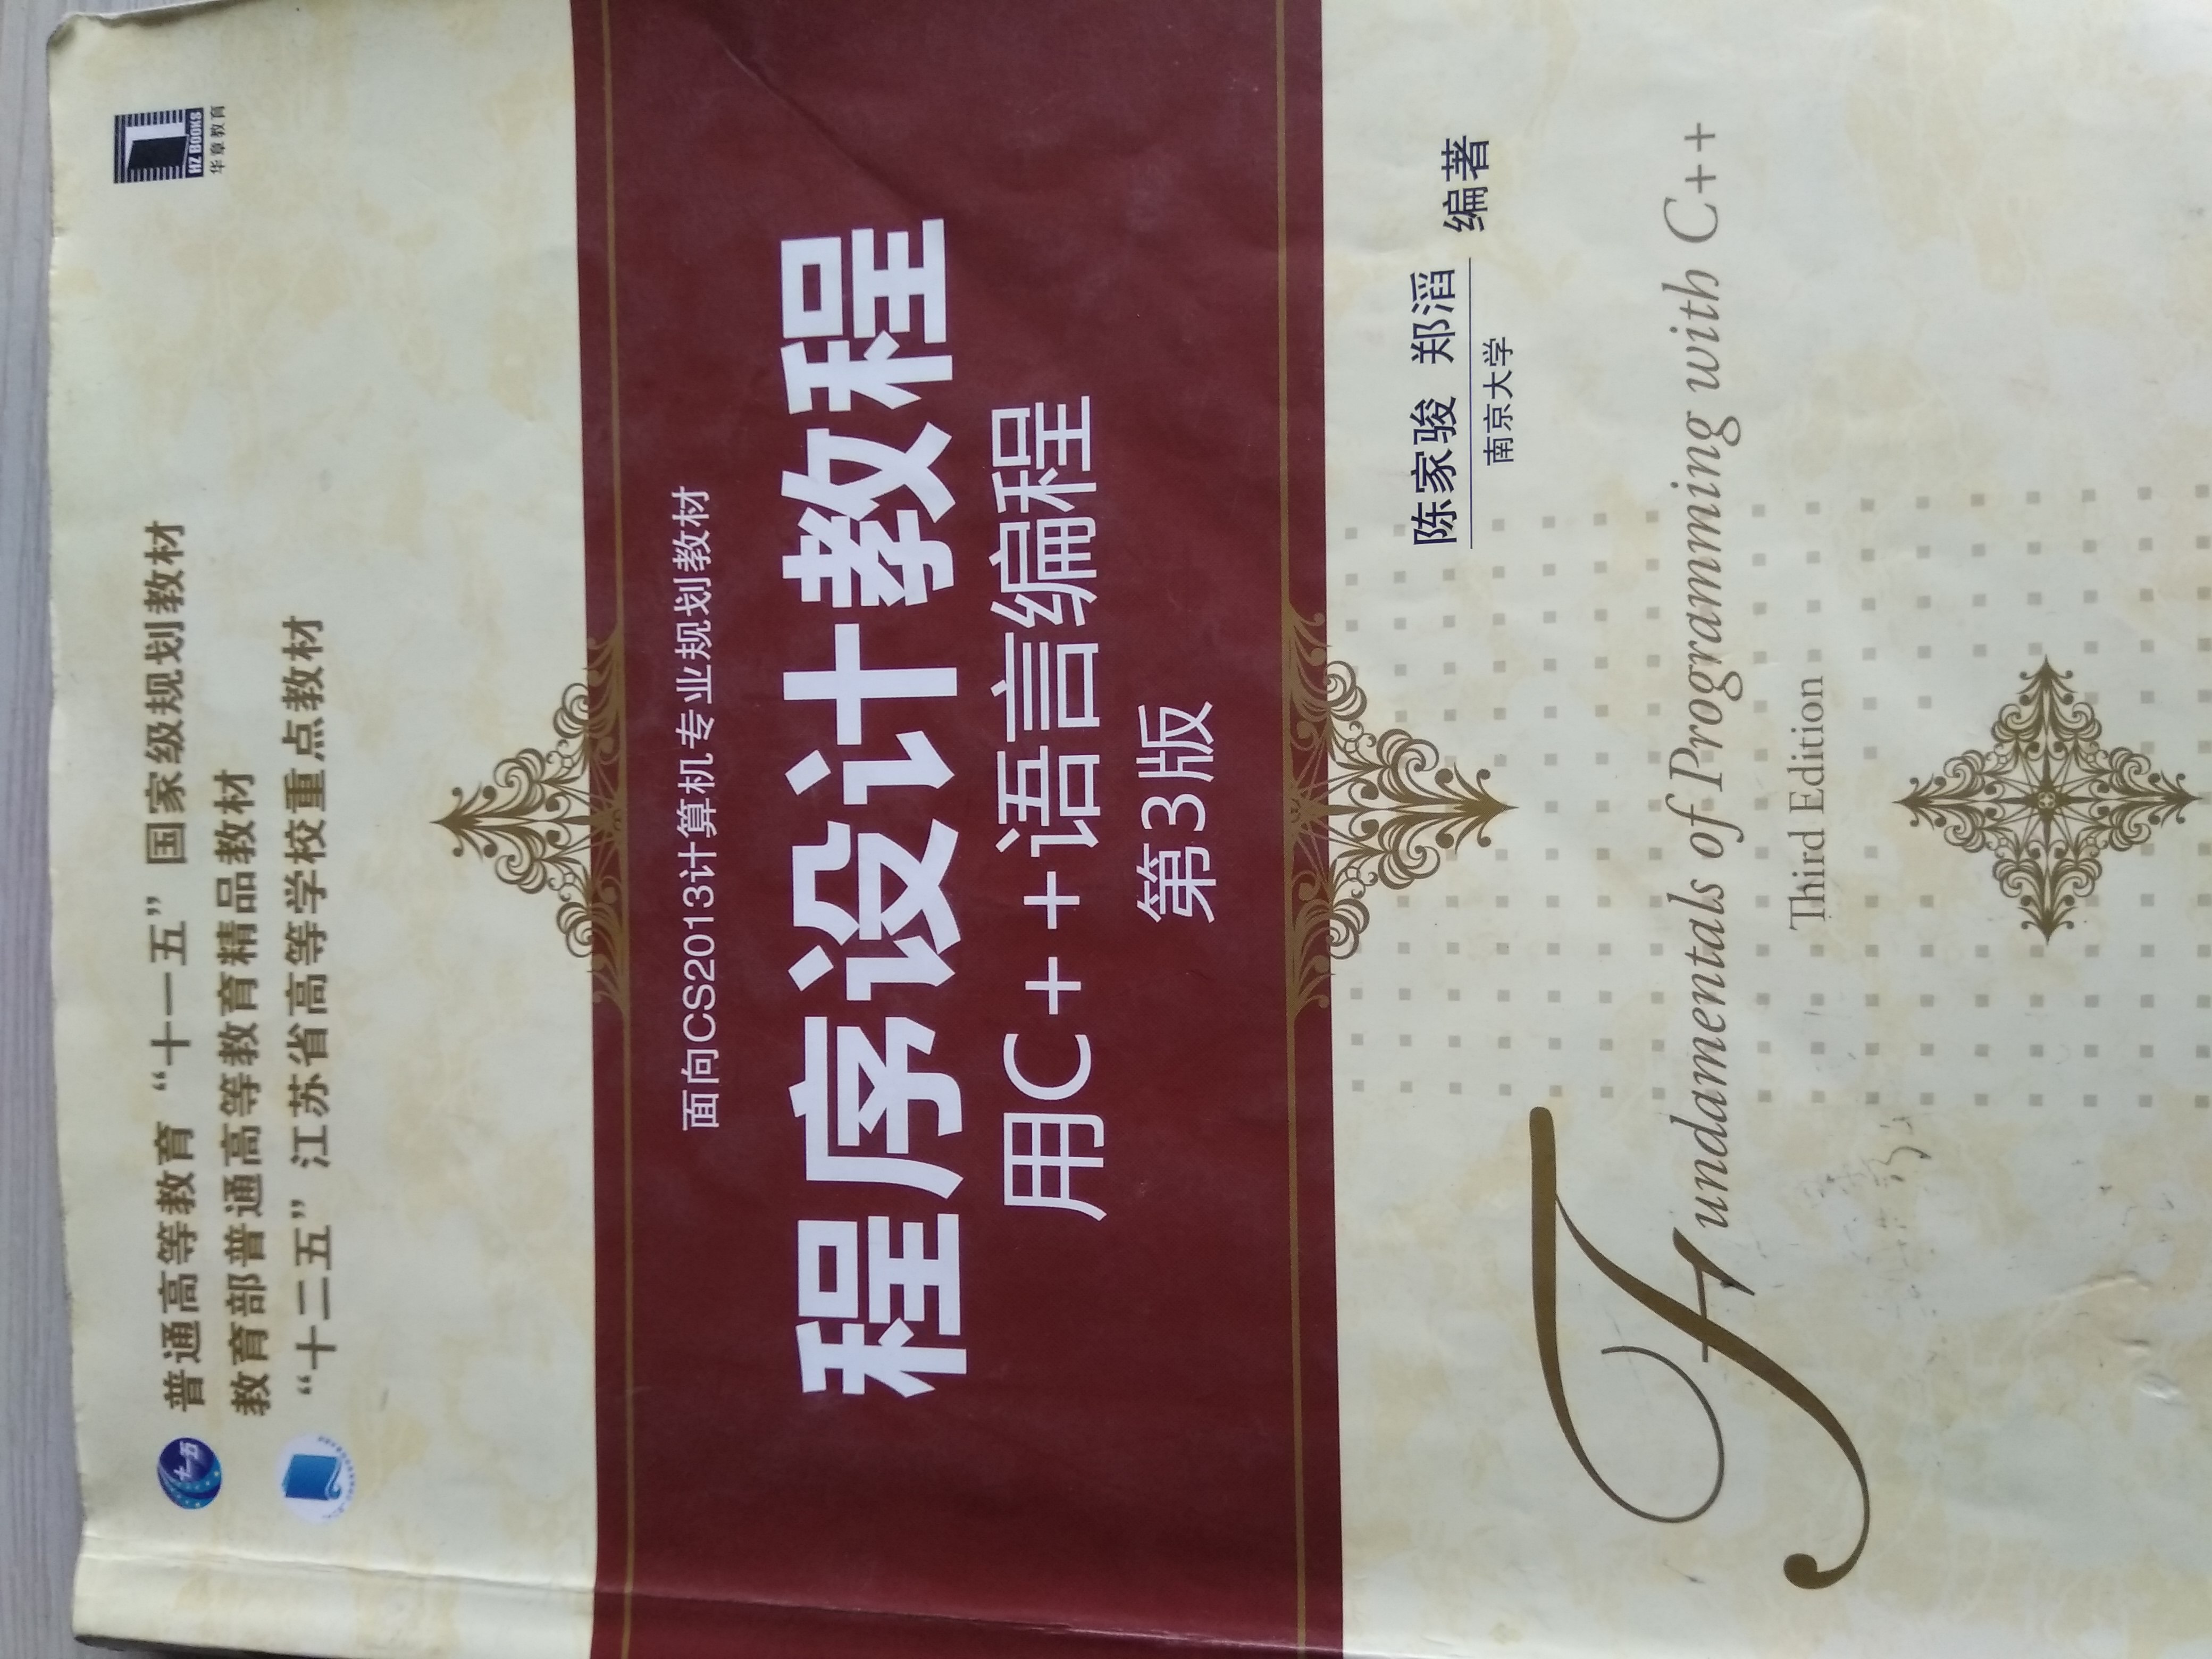 HZ BOOKS
华章教育
普通高等教育“十一五”国家级规划教材
教育部普通高等教育精品教材
“十二五”江苏省高等学校重点教材
十一五
面向CS2013计算机专业规划教材
程序设计教程
用C++语言编程
第3版
陈家骏 郑滔 编著
南京大学
Fundamentals of Programming with C++
Third Edition